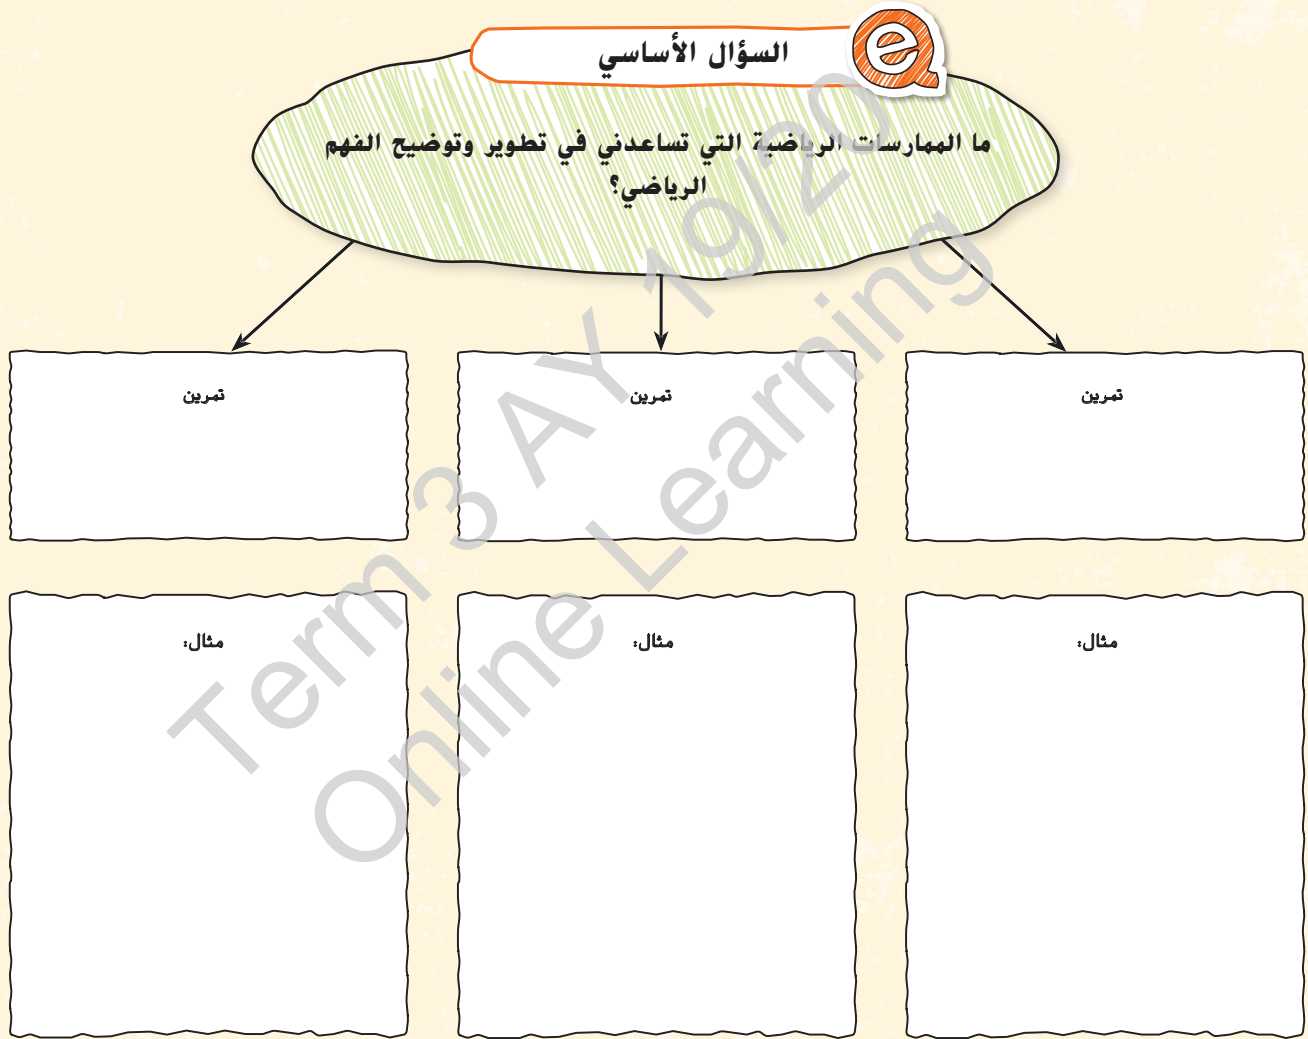 السؤال الأساسي
ما الممارسات الرياضية التي تساعدني في تطوير وتوضيح الفهم
الرياضي؟
تمرين
تمرين
تمرين
مثال:
مثال:
مثال:
Term 3 AY 19/20
Online Learning